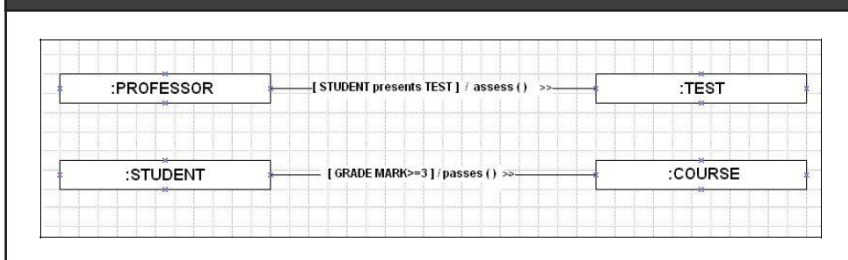 :PROFESSOR [ STUDENT presents TEST ] / assess ( ) >> :TEST
:STUDENT [ GRADE MARK>=3 ] / passes ( ) >> :COURSE